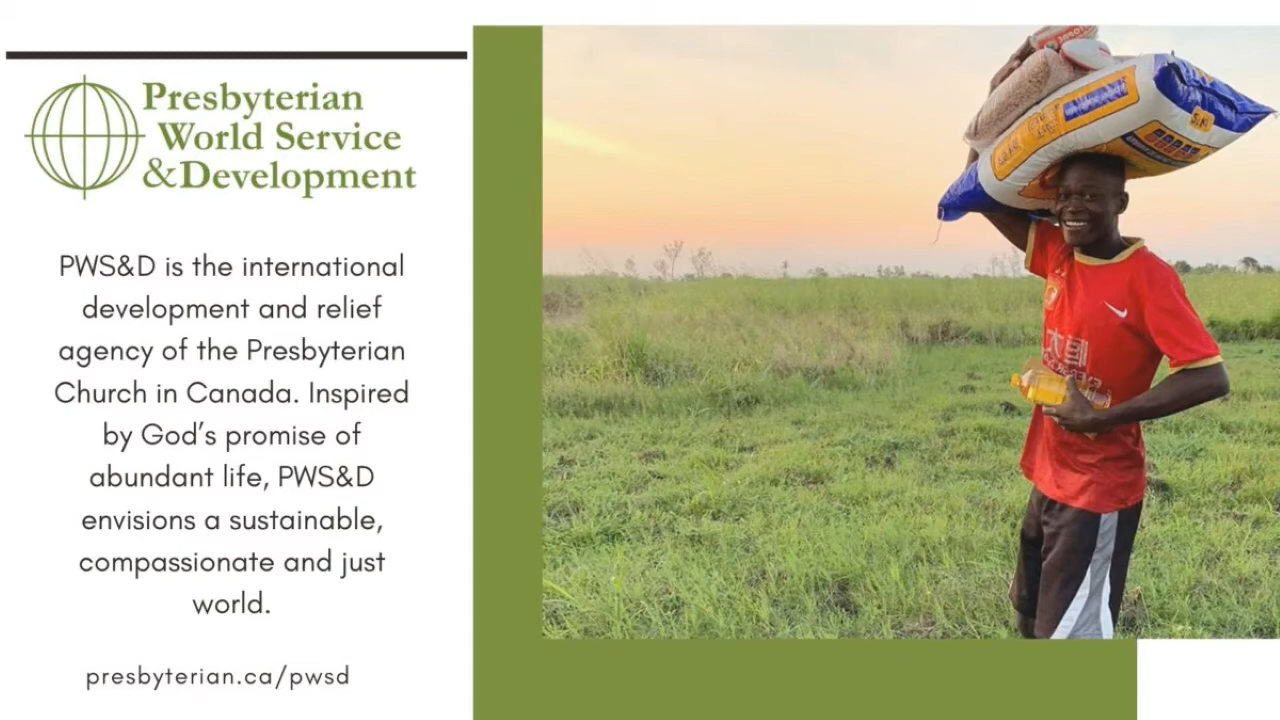 Presbyterian
World Service
&Development
PWS&D is the international
development and relief
agency of the Presbyterian
Church in Canada. Inspired
by God's promise of
abundant life, PWS&D
envisions a sustainable,
compassionate and just
world.
presbyterian.ca/pwsd